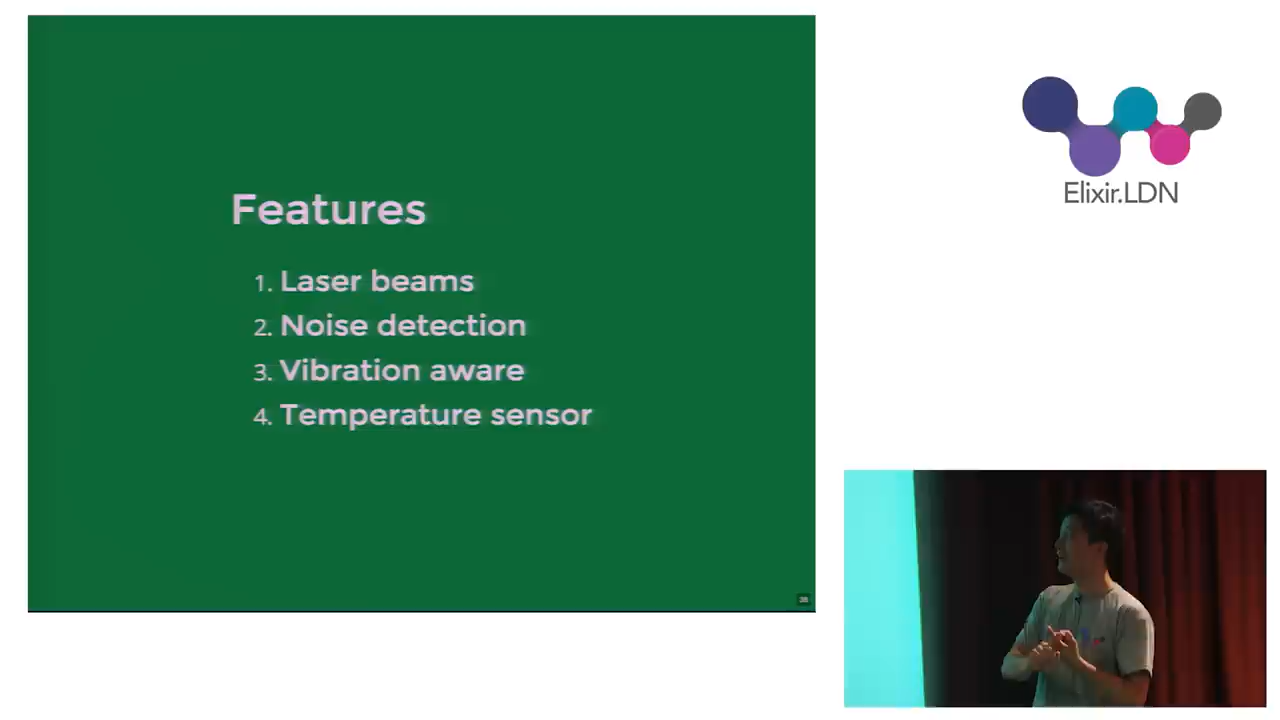 Features
1. Laser beams
2. Noise detection
3. Vibration aware
4. Temperature sensor
Elixir.LDN